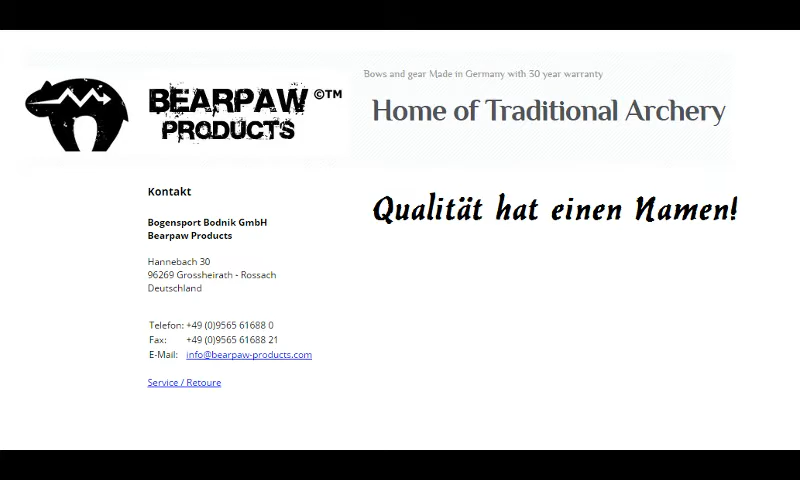 Bows and gear Made in Germany with 30 year warranty
BEARPAW ©™
PRODUCTS
Home of Traditional Archery
Kontakt
Qualität hat einen Namen!
Bogensport Bodnik GmbH
Bearpaw Products
Hannebach 30
96269 Grossheirath - Rossach
Deutschland
Telefon: +49 (0)9565 61688 0
Fax: +49 (0)9565 61688 21
E-Mail: info@bearpaw-products.com
Service / Retoure